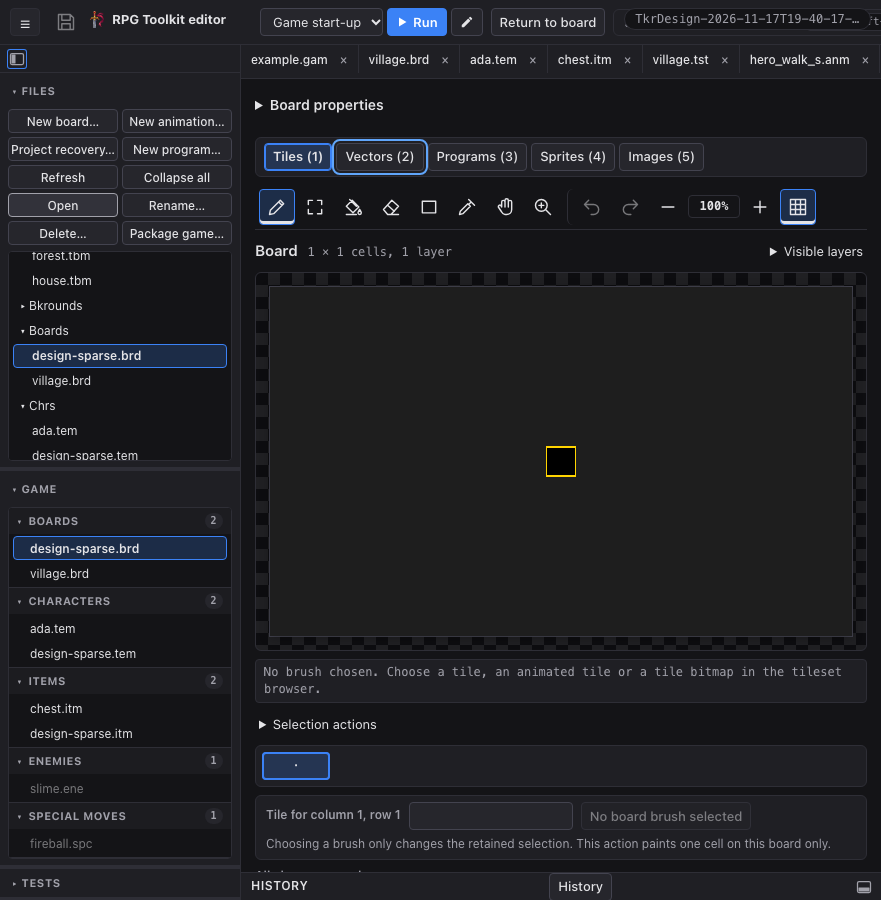 RPG Toolkit editor
Game start-up
Run
Return to board
TkrDesign-2026-11-17T19-40-17-…
FILES
New board...
New animation...
Project recovery...
New program...
Refresh
Collapse all
Open
Rename...
Delete...
Package game...
forest.tbm
house.tbm
Bkrounds
Boards
design-sparse.brd
village.brd
Chrs
ada.tem
design-sparse.tem
GAME
BOARDS 2
design-sparse.brd
village.brd
CHARACTERS 2
ada.tem
design-sparse.tem
ITEMS 2
chest.itm
design-sparse.itm
ENEMIES 1
slime.ene
SPECIAL MOVES 1
fireball.spc
TESTS
example.gam ×
village.brd ×
ada.tem ×
chest.itm ×
village.tst ×
hero_walk_s.anm ×
Board properties
Tiles (1)
Vectors (2)
Programs (3)
Sprites (4)
Images (5)
100%
Board 1 × 1 cells, 1 layer
Visible layers
No brush chosen. Choose a tile, an animated tile or a tile bitmap in the tileset
browser.
Selection actions
.
Tile for column 1, row 1
No board brush selected
Choosing a brush only changes the retained selection. This action paints one cell on this board only.
HISTORY
History